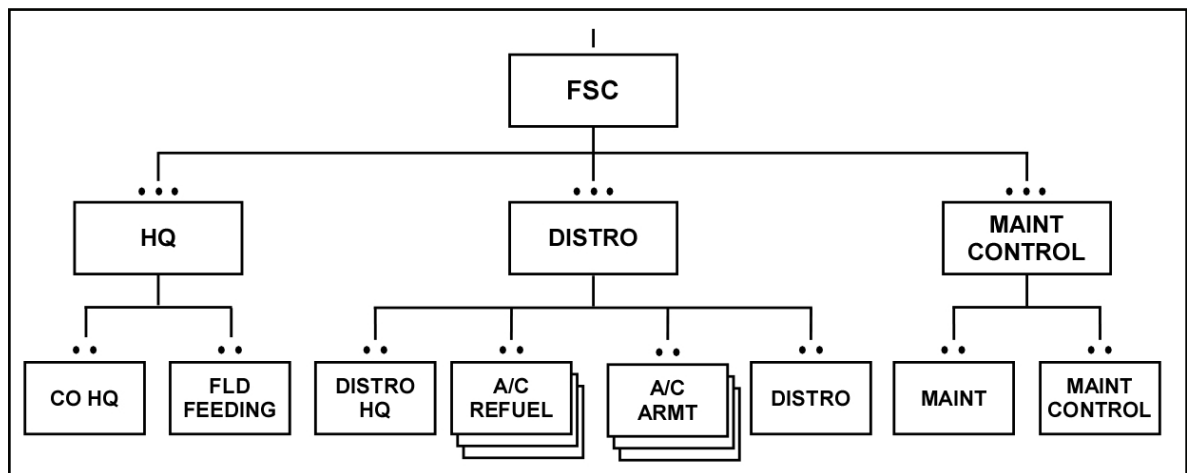 FSC
HQ
DISTRO
MAINT
CONTROL
CO HQ
FLD
FEEDING
DISTRO
HQ
A/C
REFUEL
A/C
ARMT
DISTRO
MAINT
MAINT
CONTROL